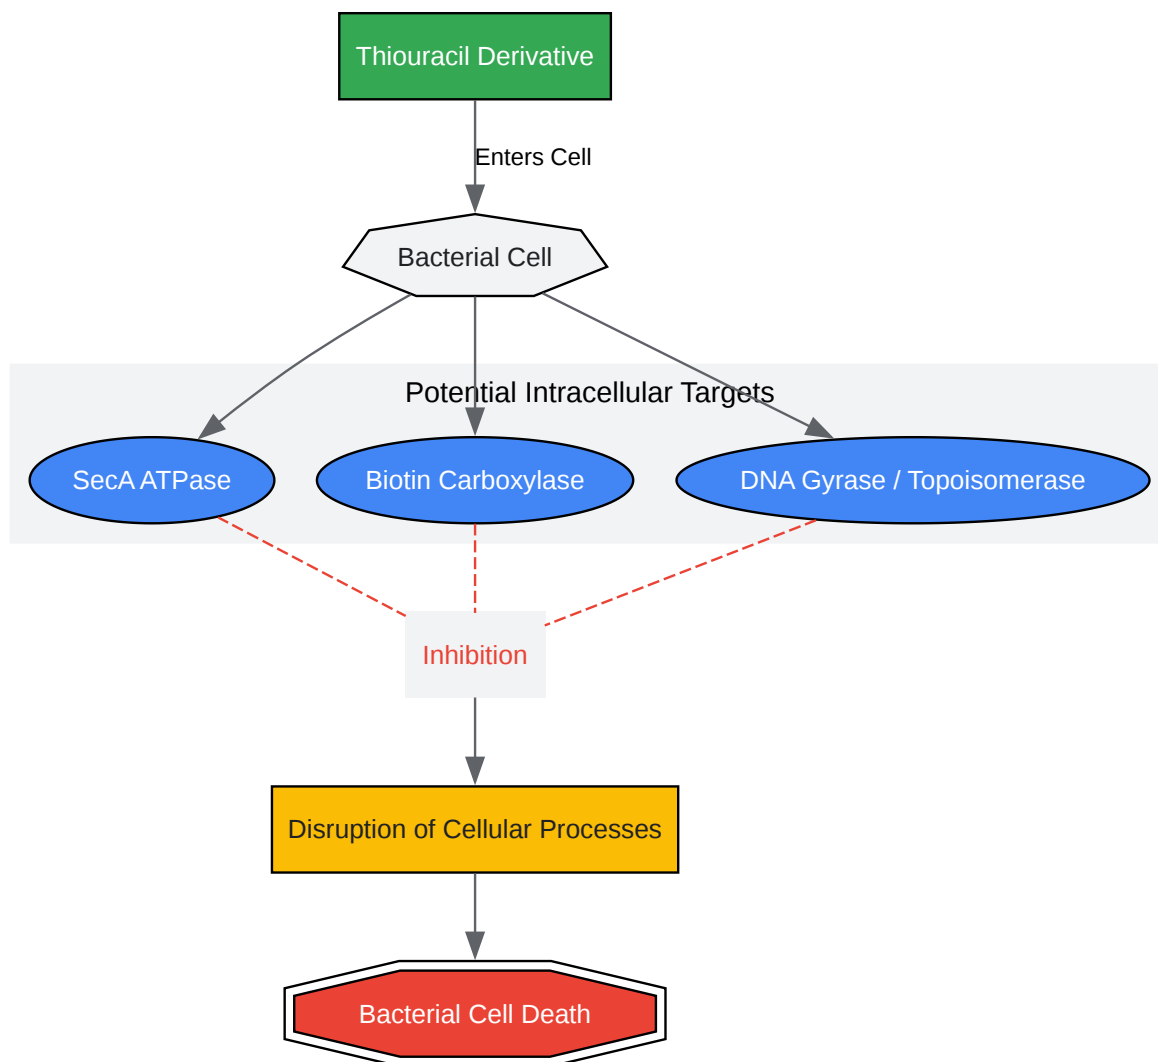 Thiouracil Derivative
Enters Cell
Bacterial Cell
Potential Intracellular Targets
SecA ATPase
Biotin Carboxylase
DNA Gyrase / Topoisomerase
Inhibition
Disruption of Cellular Processes
Bacterial Cell Death